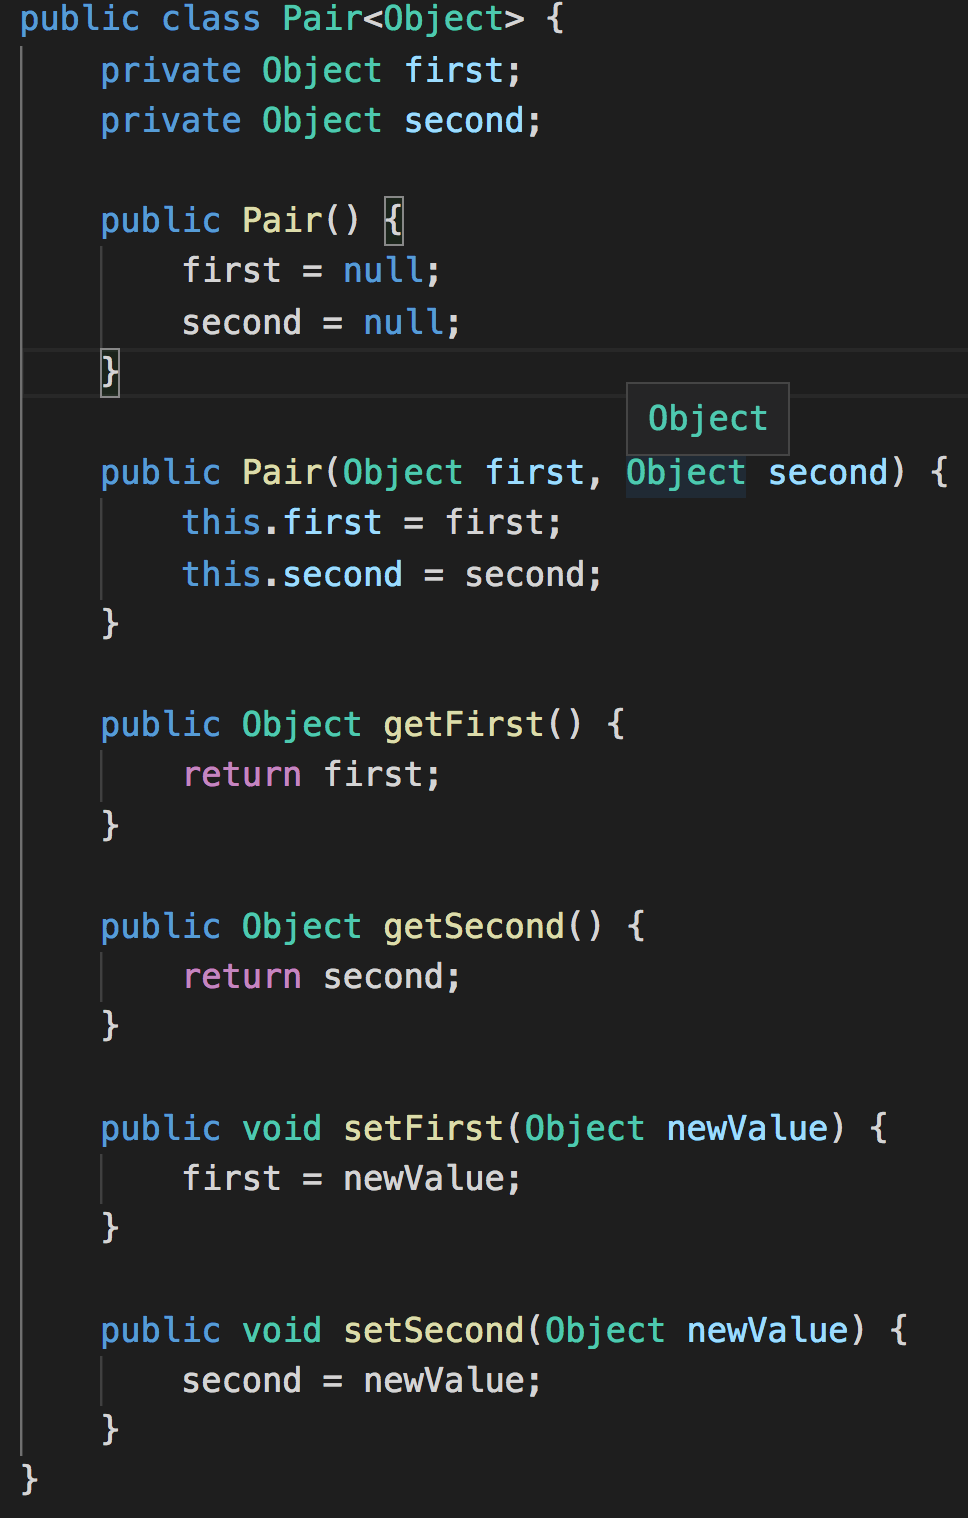 public class Pair<Object> {
    private Object first;
    private Object second;

    public Pair() {
        first = null;
        second = null;
    }

Object
    public Pair(Object first, Object second) {
        this.first = first;
        this.second = second;
    }

    public Object getFirst() {
        return first;
    }

    public Object getSecond() {
        return second;
    }

    public void setFirst(Object newValue) {
        first = newValue;
    }

    public void setSecond(Object newValue) {
        second = newValue;
    }
}